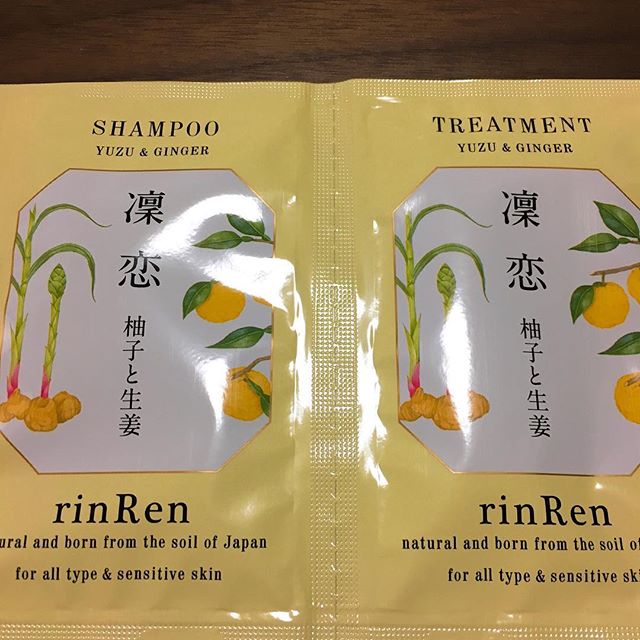 SHAMPOO
YUZU & GINGER
凜恋
柚子と生姜
rinRen
ural and born from the soil of Japan
for all type & sensitive skin
TREATMENT
YUZU & GINGER
凜恋
柚子と生姜
rinRen
natural and born from the soil of
for all type & sensitive ski